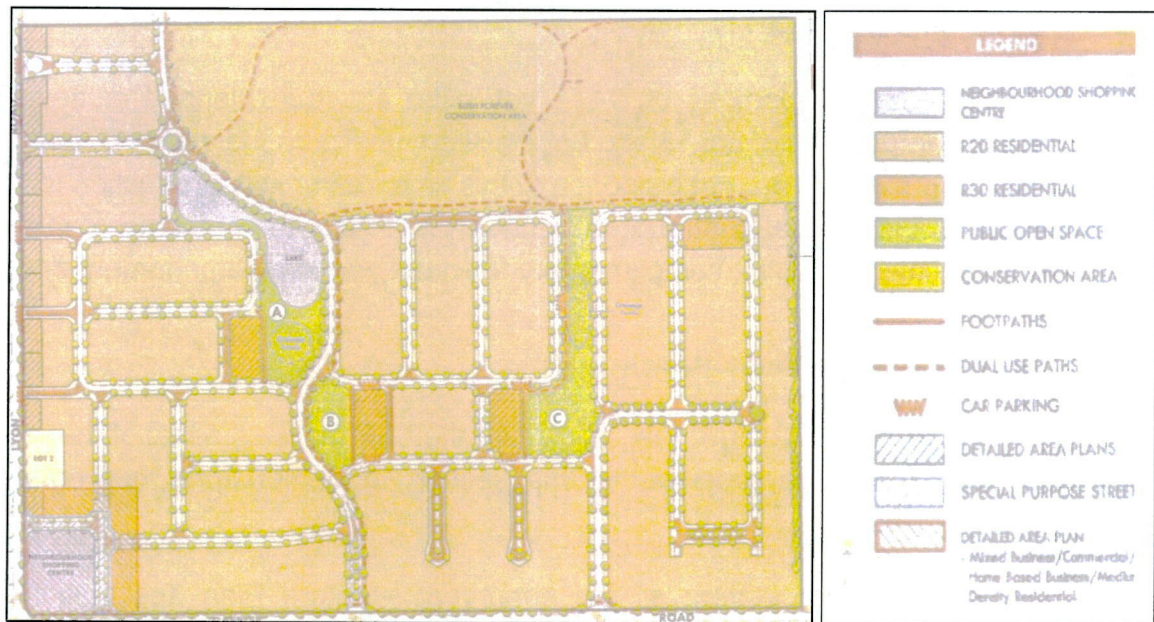 BUSH FOREVER
CONSERVATION AREA
LAKE
A
B
C
LYON
LOT 2
NEIGHBOURHOOD
SHOPPING
CENTRE
ROAD
LEGEND
NEIGHBOURHOOD SHOPPING
CENTRE
R20 RESIDENTIAL
R30 RESIDENTIAL
PUBLIC OPEN SPACE
CONSERVATION AREA
FOOTPATHS
DUAL USE PATHS
CAR PARKING
DETAILED AREA PLANS
SPECIAL PURPOSE STREET
DETAILED AREA PLAN
- Mixed Business/Commercial/
Home Based Business/Medium
Density Residential